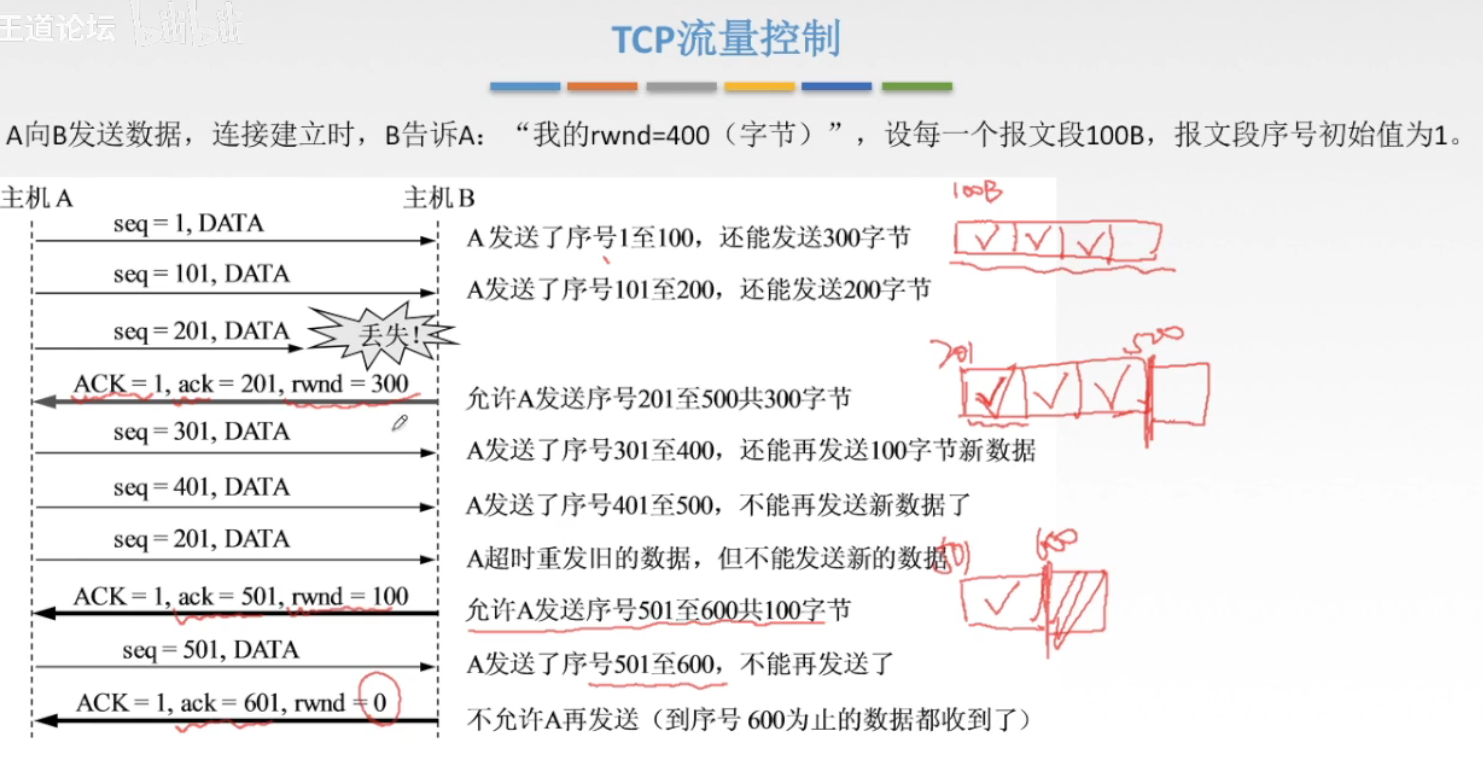 王道论坛 bilibili
TCP流量控制
A向B发送数据，连接建立时，B告诉A：“我的rwnd=400（字节）”，设每一个报文段100B，报文段序号初始值为1。
主机A 主机B
100B
seq = 1, DATA
A发送了序号1至100，还能发送300字节
seq = 101, DATA
A发送了序号101至200，还能发送200字节
seq = 201, DATA 丢失!
201 500
ACK = 1, ack = 201, rwnd = 300
允许A发送序号201至500共300字节
seq = 301, DATA
A发送了序号301至400，还能再发送100字节新数据
seq = 401, DATA
A发送了序号401至500，不能再发送新数据了
seq = 201, DATA
A超时重发旧的数据，但不能发送新的数据
501 600
ACK = 1, ack = 501, rwnd = 100
允许A发送序号501至600共100字节
seq = 501, DATA
A发送了序号501至600，不能再发送了
ACK = 1, ack = 601, rwnd = 0
不允许A再发送（到序号600为止的数据都收到了）